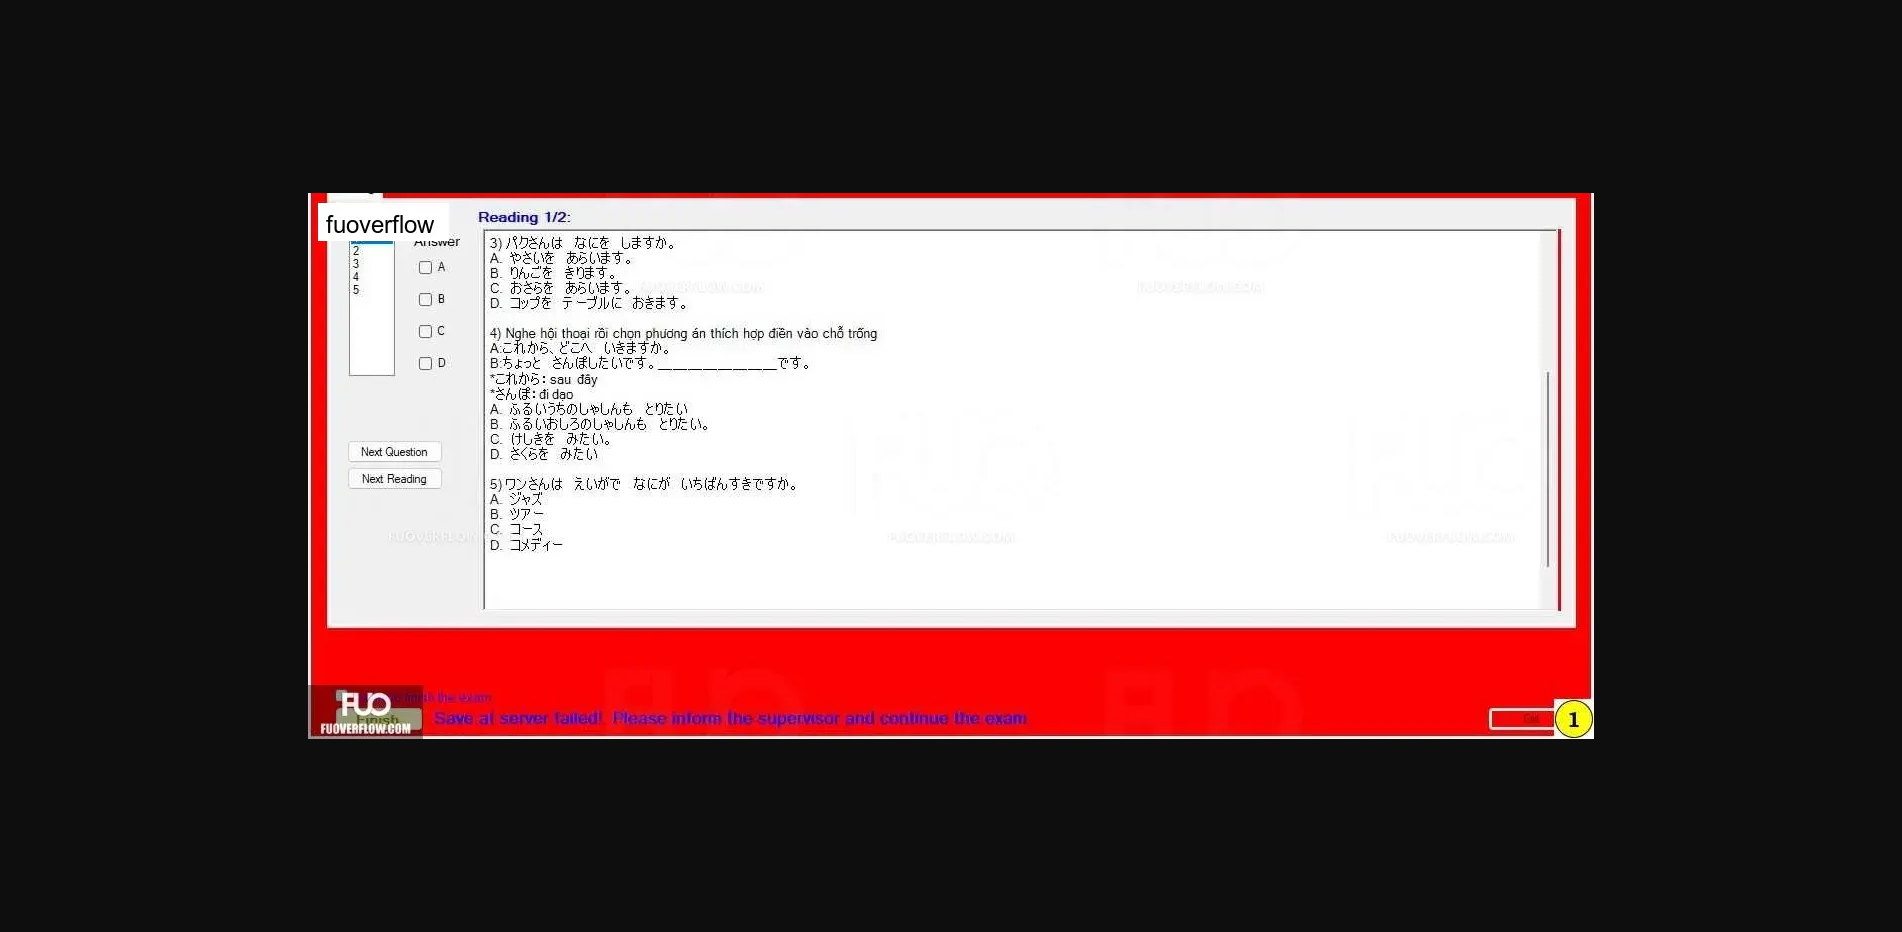 fuoverflow
Reading 1/2:
Answer
2
3
4
5
A
B
C
D
Next Question
Next Reading
3) パクさんは　なにを　しますか。
A. やさいを　あらいます。
B. りんごを　きります。
C. おさらを　あらいます。
D. コップを　テーブルに　おきます。
4) Nghe hội thoại rồi chọn phương án thích hợp điền vào chỗ trống
A:これから、どこへ　いきますか。
B:ちょっと　さんぽしたいです。________________です。
*これから: sau đây
*さんぽ: đi dạo
A. ふるいうちのしゃしんも　とりたい
B. ふるいおしろのしゃしんも　とりたい。
C. けしきを　みたい。
D. さくらを　みたい
5) ワンさんは　えいがで　なにが　いちばんすきですか。
A. ジャズ
B. ツアー
C. コース
D. コメディー
FUOVERFLOW.COM
FUOVERFLOW.COM
FUOVERFLOW.COM
FUOVERFLOW.COM
the exam
Finish
Save at server failed! Please inform the supervisor and continue the exam
FUO
FUOVERFLOW.COM
1